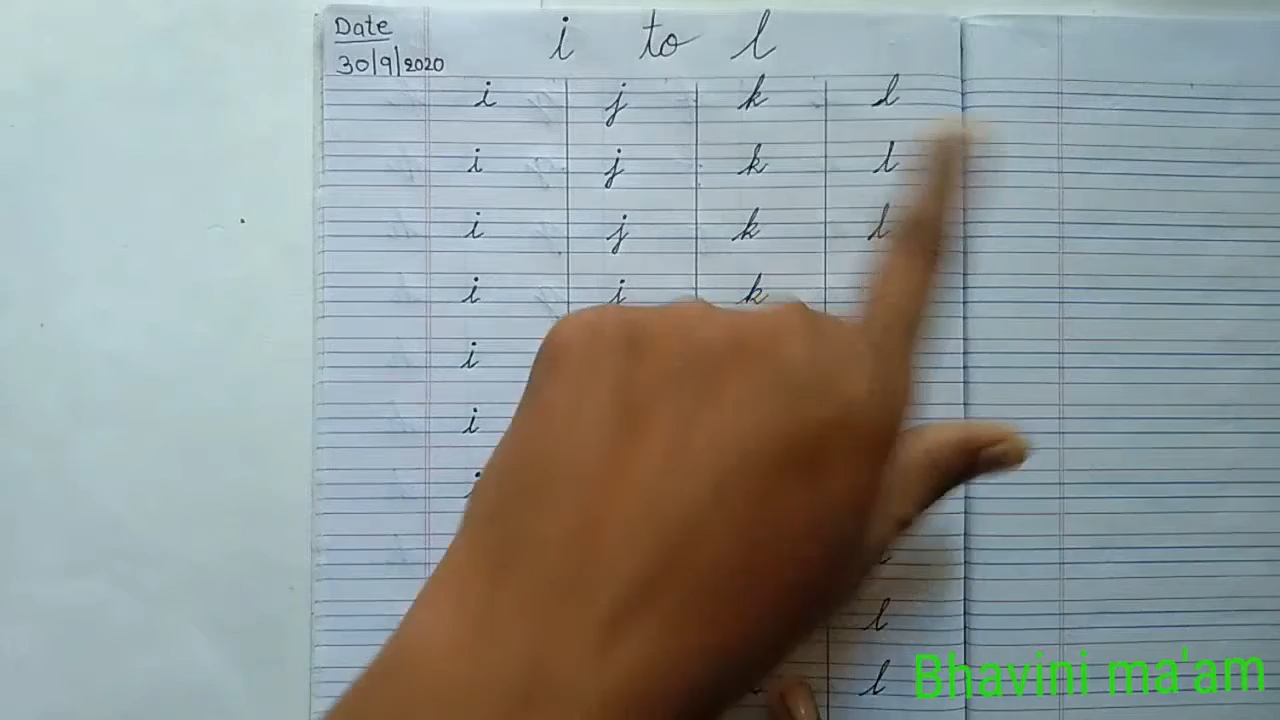 Date
30/9/2020
i to l
i j k l
i j k l
i j k l
i j k
i
i
i
l
l
l
Bhavini ma'am